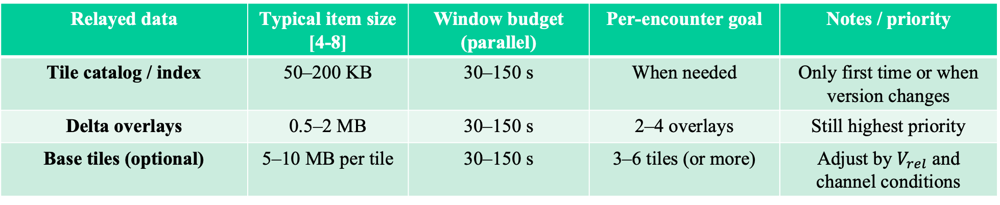 Relayed data
Typical item size
[4-8]
Window budget
(parallel)
Per-encounter goal
Notes / priority
Tile catalog / index
50–200 KB
30–150 s
When needed
Only first time or when
version changes
Delta overlays
0.5–2 MB
30–150 s
2–4 overlays
Still highest priority
Base tiles (optional)
5–10 MB per tile
30–150 s
3–6 tiles (or more)
Adjust by V_rel and
channel conditions